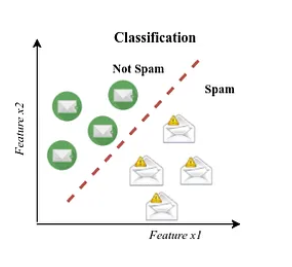 Classification
Not Spam
Spam
Feature x2
Feature x1